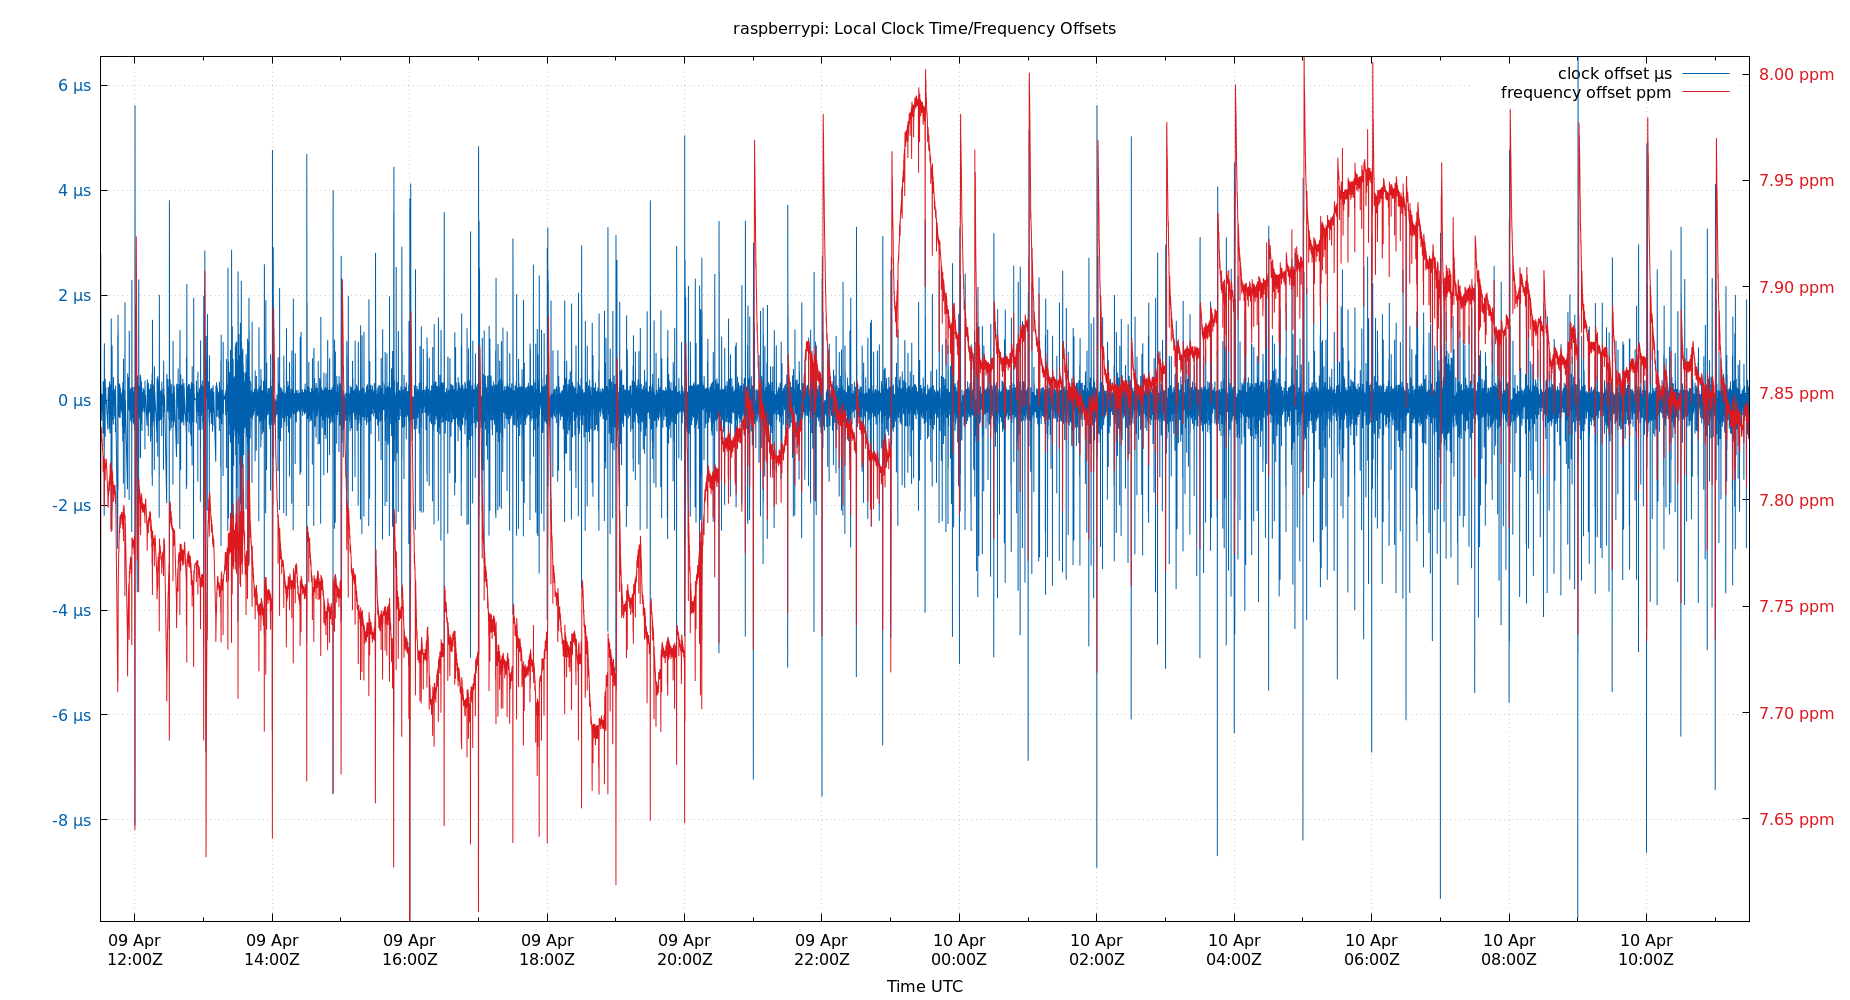 raspberrypi: Local Clock Time/Frequency Offsets
clock offset µs
frequency offset ppm
6 µs
4 µs
2 µs
0 µs
-2 µs
-4 µs
-6 µs
-8 µs
8.00 ppm
7.95 ppm
7.90 ppm
7.85 ppm
7.80 ppm
7.75 ppm
7.70 ppm
7.65 ppm
09 Apr 09 Apr 09 Apr 09 Apr 09 Apr 09 Apr 10 Apr 10 Apr 10 Apr 10 Apr 10 Apr 10 Apr
12:00Z 14:00Z 16:00Z 18:00Z 20:00Z 22:00Z 00:00Z 02:00Z 04:00Z 06:00Z 08:00Z 10:00Z
Time UTC